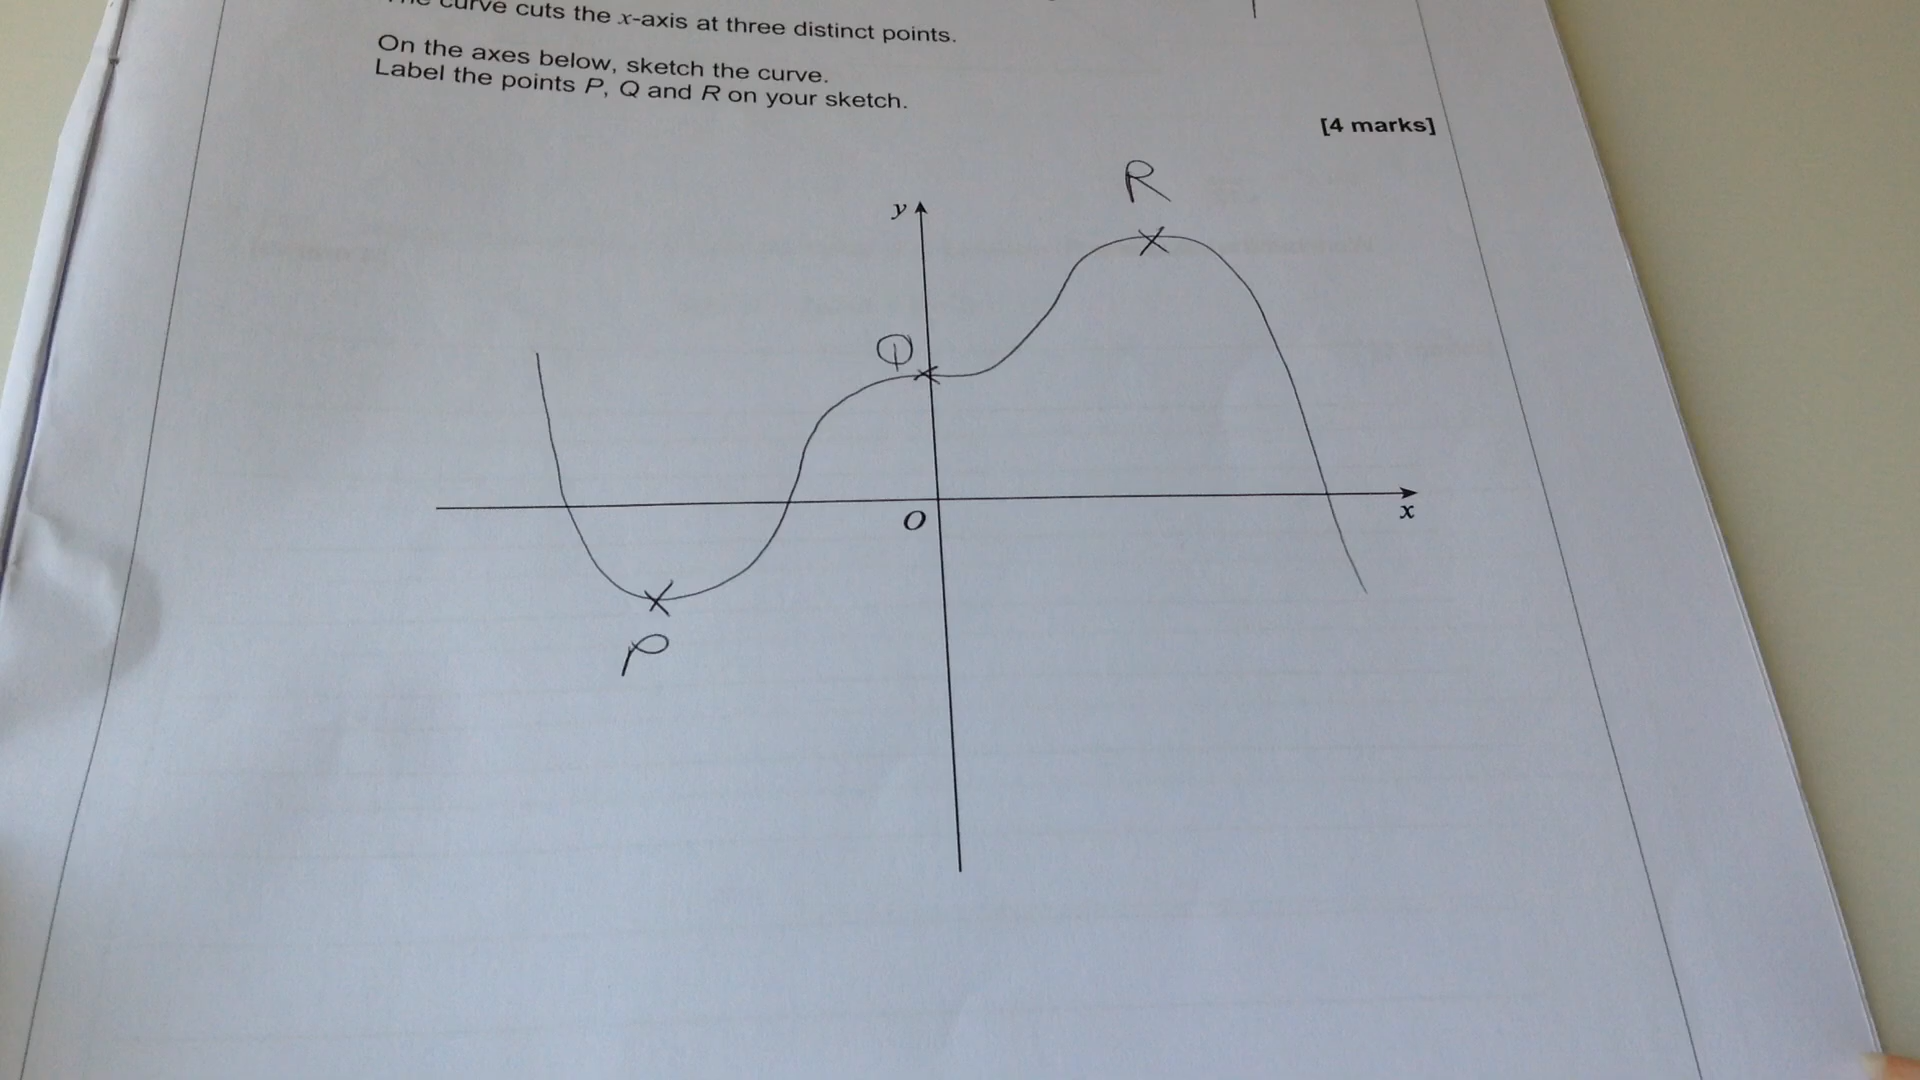 curve cuts the x-axis at three distinct points.
On the axes below, sketch the curve.
Label the points P, Q and R on your sketch.
[4 marks]
R
y
Q
O
x
P